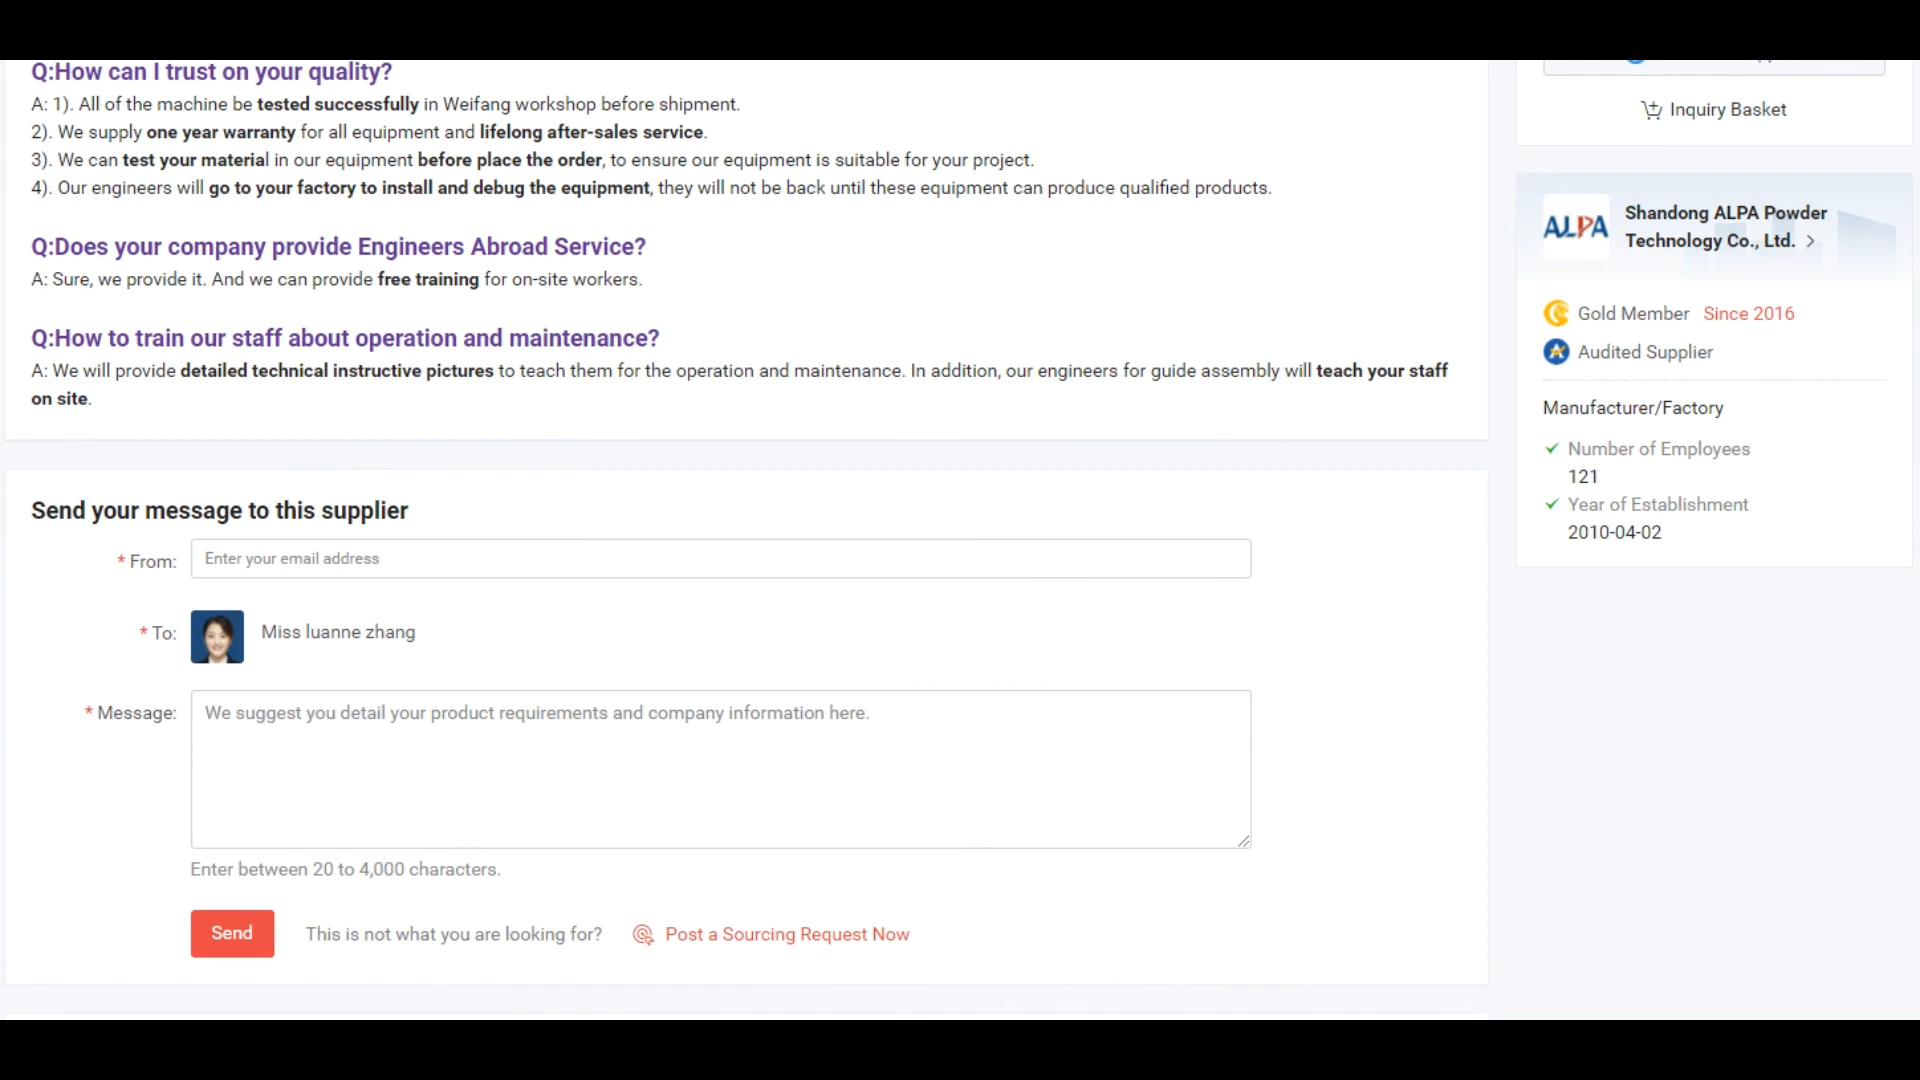 Q:How can I trust on your quality?
A: 1). All of the machine be tested successfully in Weifang workshop before shipment.
2). We supply one year warranty for all equipment and lifelong after-sales service.
3). We can test your material in our equipment before place the order, to ensure our equipment is suitable for your project.
4). Our engineers will go to your factory to install and debug the equipment, they will not be back until these equipment can produce qualified products.
Q:Does your company provide Engineers Abroad Service?
A: Sure, we provide it. And we can provide free training for on-site workers.
Q:How to train our staff about operation and maintenance?
A: We will provide detailed technical instructive pictures to teach them for the operation and maintenance. In addition, our engineers for guide assembly will teach your staff
on site.
Send your message to this supplier
* From:
Enter your email address
* To:
Miss luanne zhang
* Message:
We suggest you detail your product requirements and company information here.
Enter between 20 to 4,000 characters.
Send
This is not what you are looking for?
Post a Sourcing Request Now
Inquiry Basket
ALPA
Shandong ALPA Powder
Technology Co., Ltd. >
Gold Member Since 2016
Audited Supplier
Manufacturer/Factory
Number of Employees
121
Year of Establishment
2010-04-02